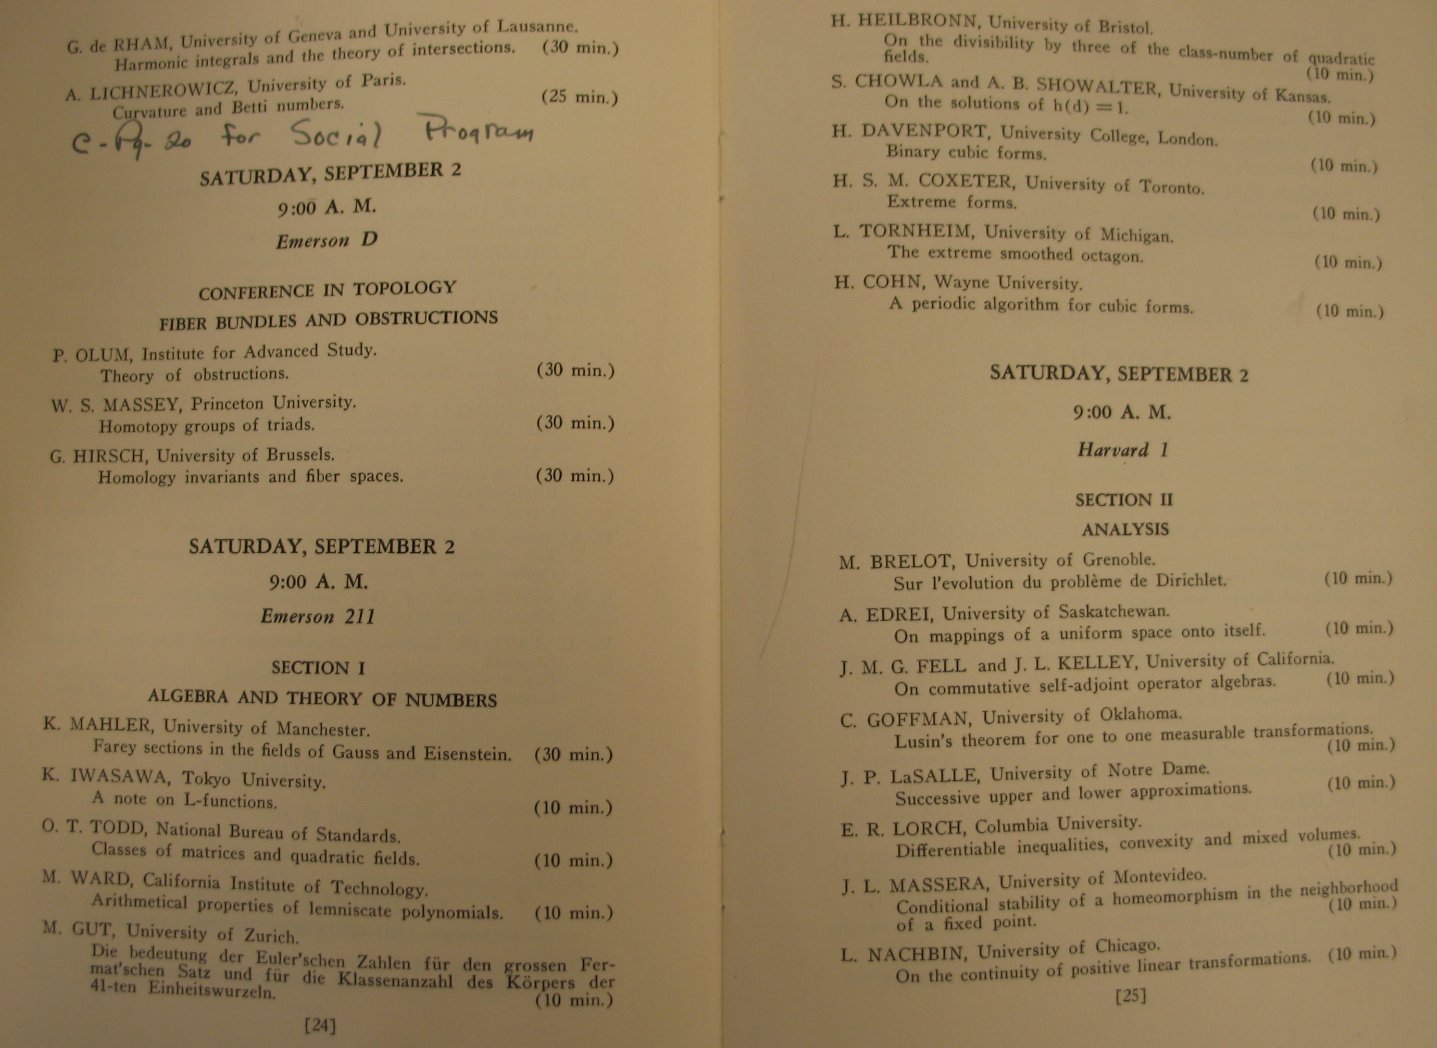 G. de RHAM, University of Geneva and University of Lausanne.
Harmonic integrals and the theory of intersections. (30 min.)
A. LICHNEROWICZ, University of Paris.
Curvature and Betti numbers. (25 min.)
C-Pg-20 for Social Program
SATURDAY, SEPTEMBER 2
9:00 A. M.
Emerson D
CONFERENCE IN TOPOLOGY
FIBER BUNDLES AND OBSTRUCTIONS
P. OLUM, Institute for Advanced Study.
Theory of obstructions. (30 min.)
W. S. MASSEY, Princeton University.
Homotopy groups of triads. (30 min.)
G. HIRSCH, University of Brussels.
Homology invariants and fiber spaces. (30 min.)
SATURDAY, SEPTEMBER 2
9:00 A. M.
Emerson 211
SECTION I
ALGEBRA AND THEORY OF NUMBERS
K. MAHLER, University of Manchester.
Farey sections in the fields of Gauss and Eisenstein. (30 min.)
K. IWASAWA, Tokyo University.
A note on L-functions. (10 min.)
O. T. TODD, National Bureau of Standards.
Classes of matrices and quadratic fields. (10 min.)
M. WARD, California Institute of Technology.
Arithmetical properties of lemniscate polynomials. (10 min.)
M. GUT, University of Zurich.
Die bedeutung der Euler'schen Zahlen für den grossen Fer-
mat'schen Satz und für die Klassenanzahl des Körpers der
41-ten Einheitswurzeln. (10 min.)
[24]
H. HEILBRONN, University of Bristol.
On the divisibility by three of the class-number of quadratic
fields. (10 min.)
S. CHOWLA and A. B. SHOWALTER, University of Kansas.
On the solutions of h(d) = 1. (10 min.)
H. DAVENPORT, University College, London.
Binary cubic forms. (10 min.)
H. S. M. COXETER, University of Toronto.
Extreme forms. (10 min.)
L. TORNHEIM, University of Michigan.
The extreme smoothed octagon. (10 min.)
H. COHN, Wayne University.
A periodic algorithm for cubic forms. (10 min.)
SATURDAY, SEPTEMBER 2
9:00 A. M.
Harvard 1
SECTION II
ANALYSIS
M. BRELOT, University of Grenoble.
Sur l'evolution du problème de Dirichlet. (10 min.)
A. EDREI, University of Saskatchewan.
On mappings of a uniform space onto itself. (10 min.)
J. M. G. FELL and J. L. KELLEY, University of California.
On commutative self-adjoint operator algebras. (10 min.)
C. GOFFMAN, University of Oklahoma.
Lusin's theorem for one to one measurable transformations.
(10 min.)
J. P. LaSALLE, University of Notre Dame.
Successive upper and lower approximations. (10 min.)
E. R. LORCH, Columbia University.
Differentiable inequalities, convexity and mixed volumes.
(10 min.)
J. L. MASSERA, University of Montevideo.
Conditional stability of a homeomorphism in the neighborhood
of a fixed point. (10 min.)
L. NACHBIN, University of Chicago.
On the continuity of positive linear transformations. (10 min.)
[25]